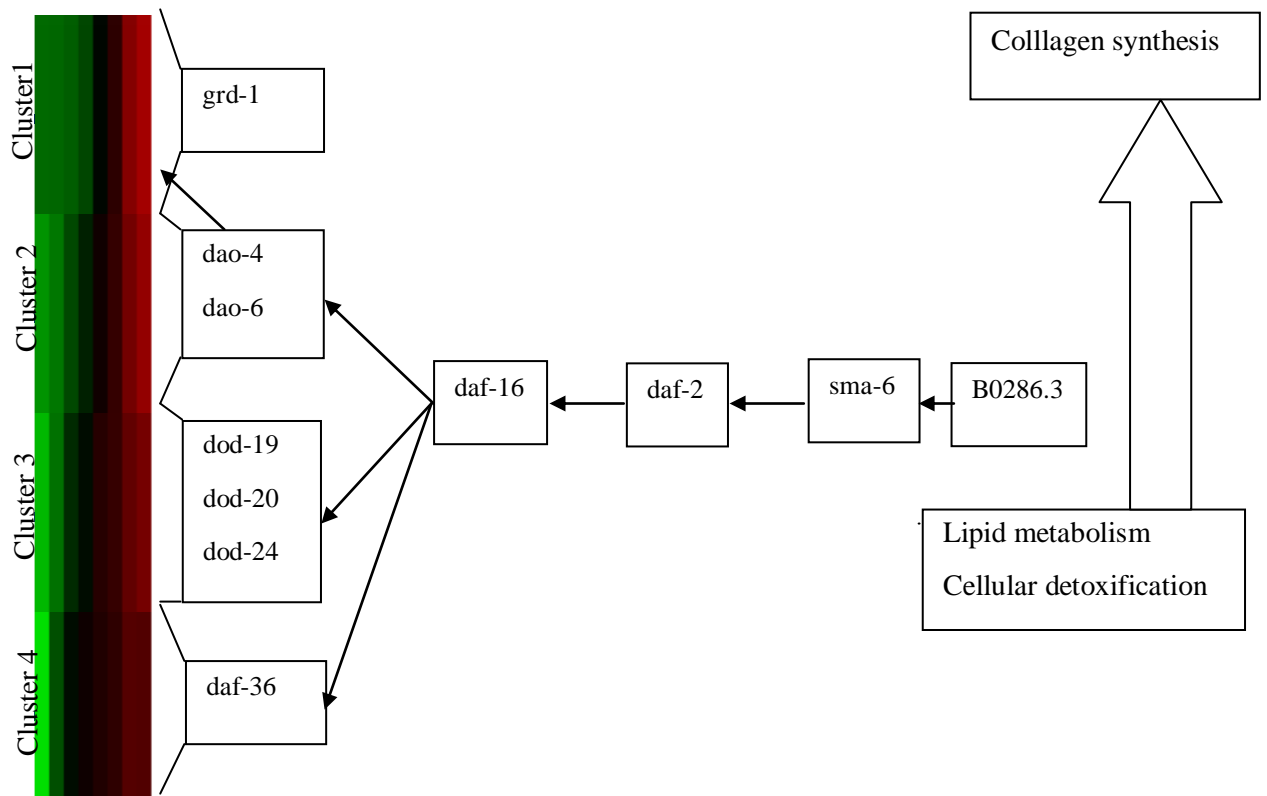 Cluster1
Cluster 2
Cluster 3
Cluster 4
grd-1
dao-4
dao-6
dod-19
dod-20
dod-24
daf-36
daf-16
daf-2
sma-6
B0286.3
Colllagen synthesis
Lipid metabolism
Cellular detoxification